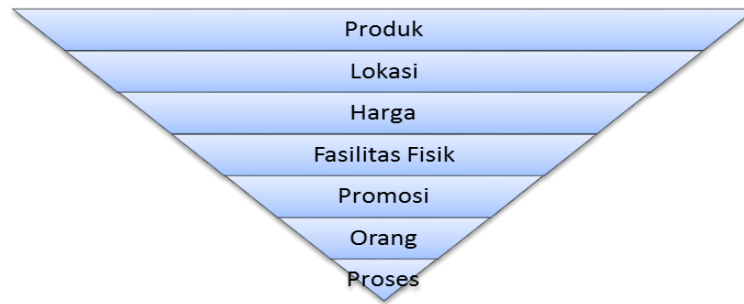 Produk
Lokasi
Harga
Fasilitas Fisik
Promosi
Orang
Proses